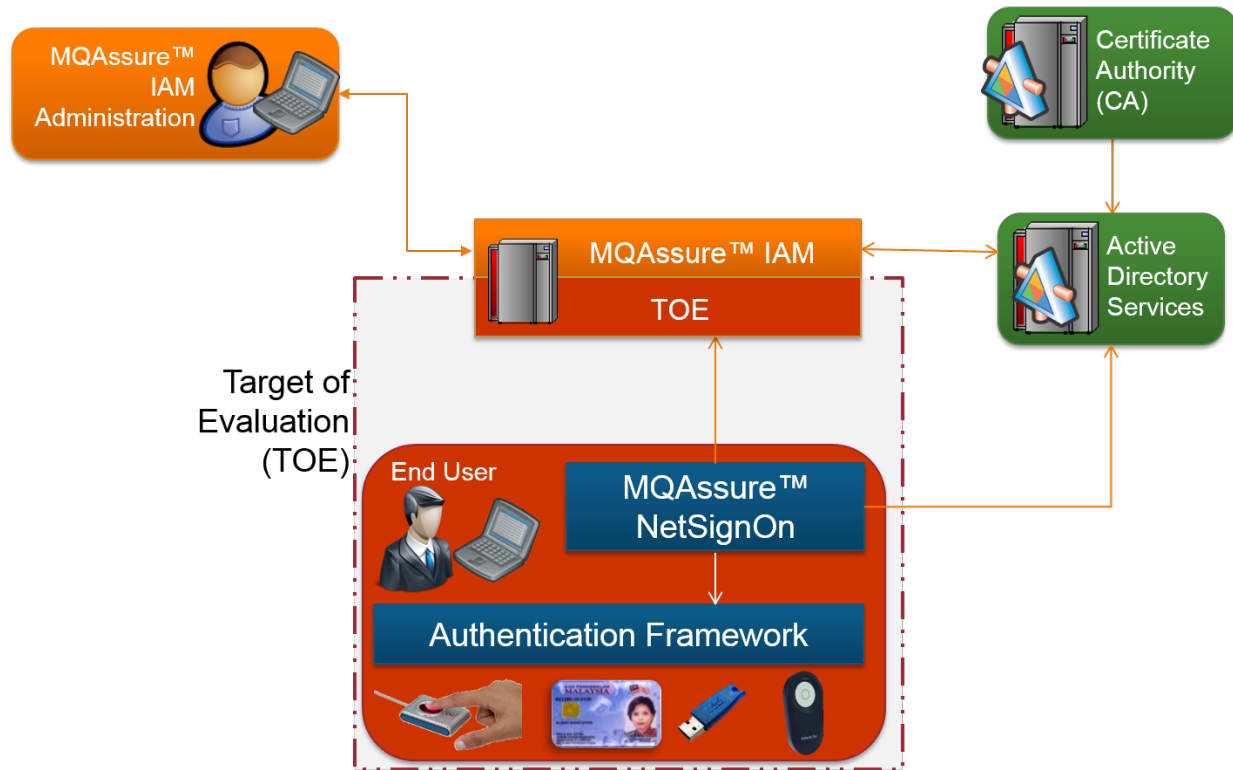 MQAssure™
IAM
Administration
Certificate
Authority
(CA)
MQAssure™ IAM
TOE
Active
Directory
Services
Target of
Evaluation
(TOE)
End User
MQAssure™
NetSignOn
Authentication Framework
MALAYSIA